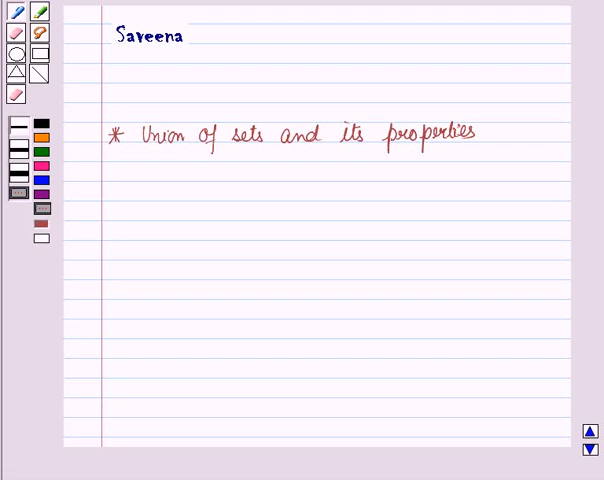 Saveena
* Union of sets and its properties